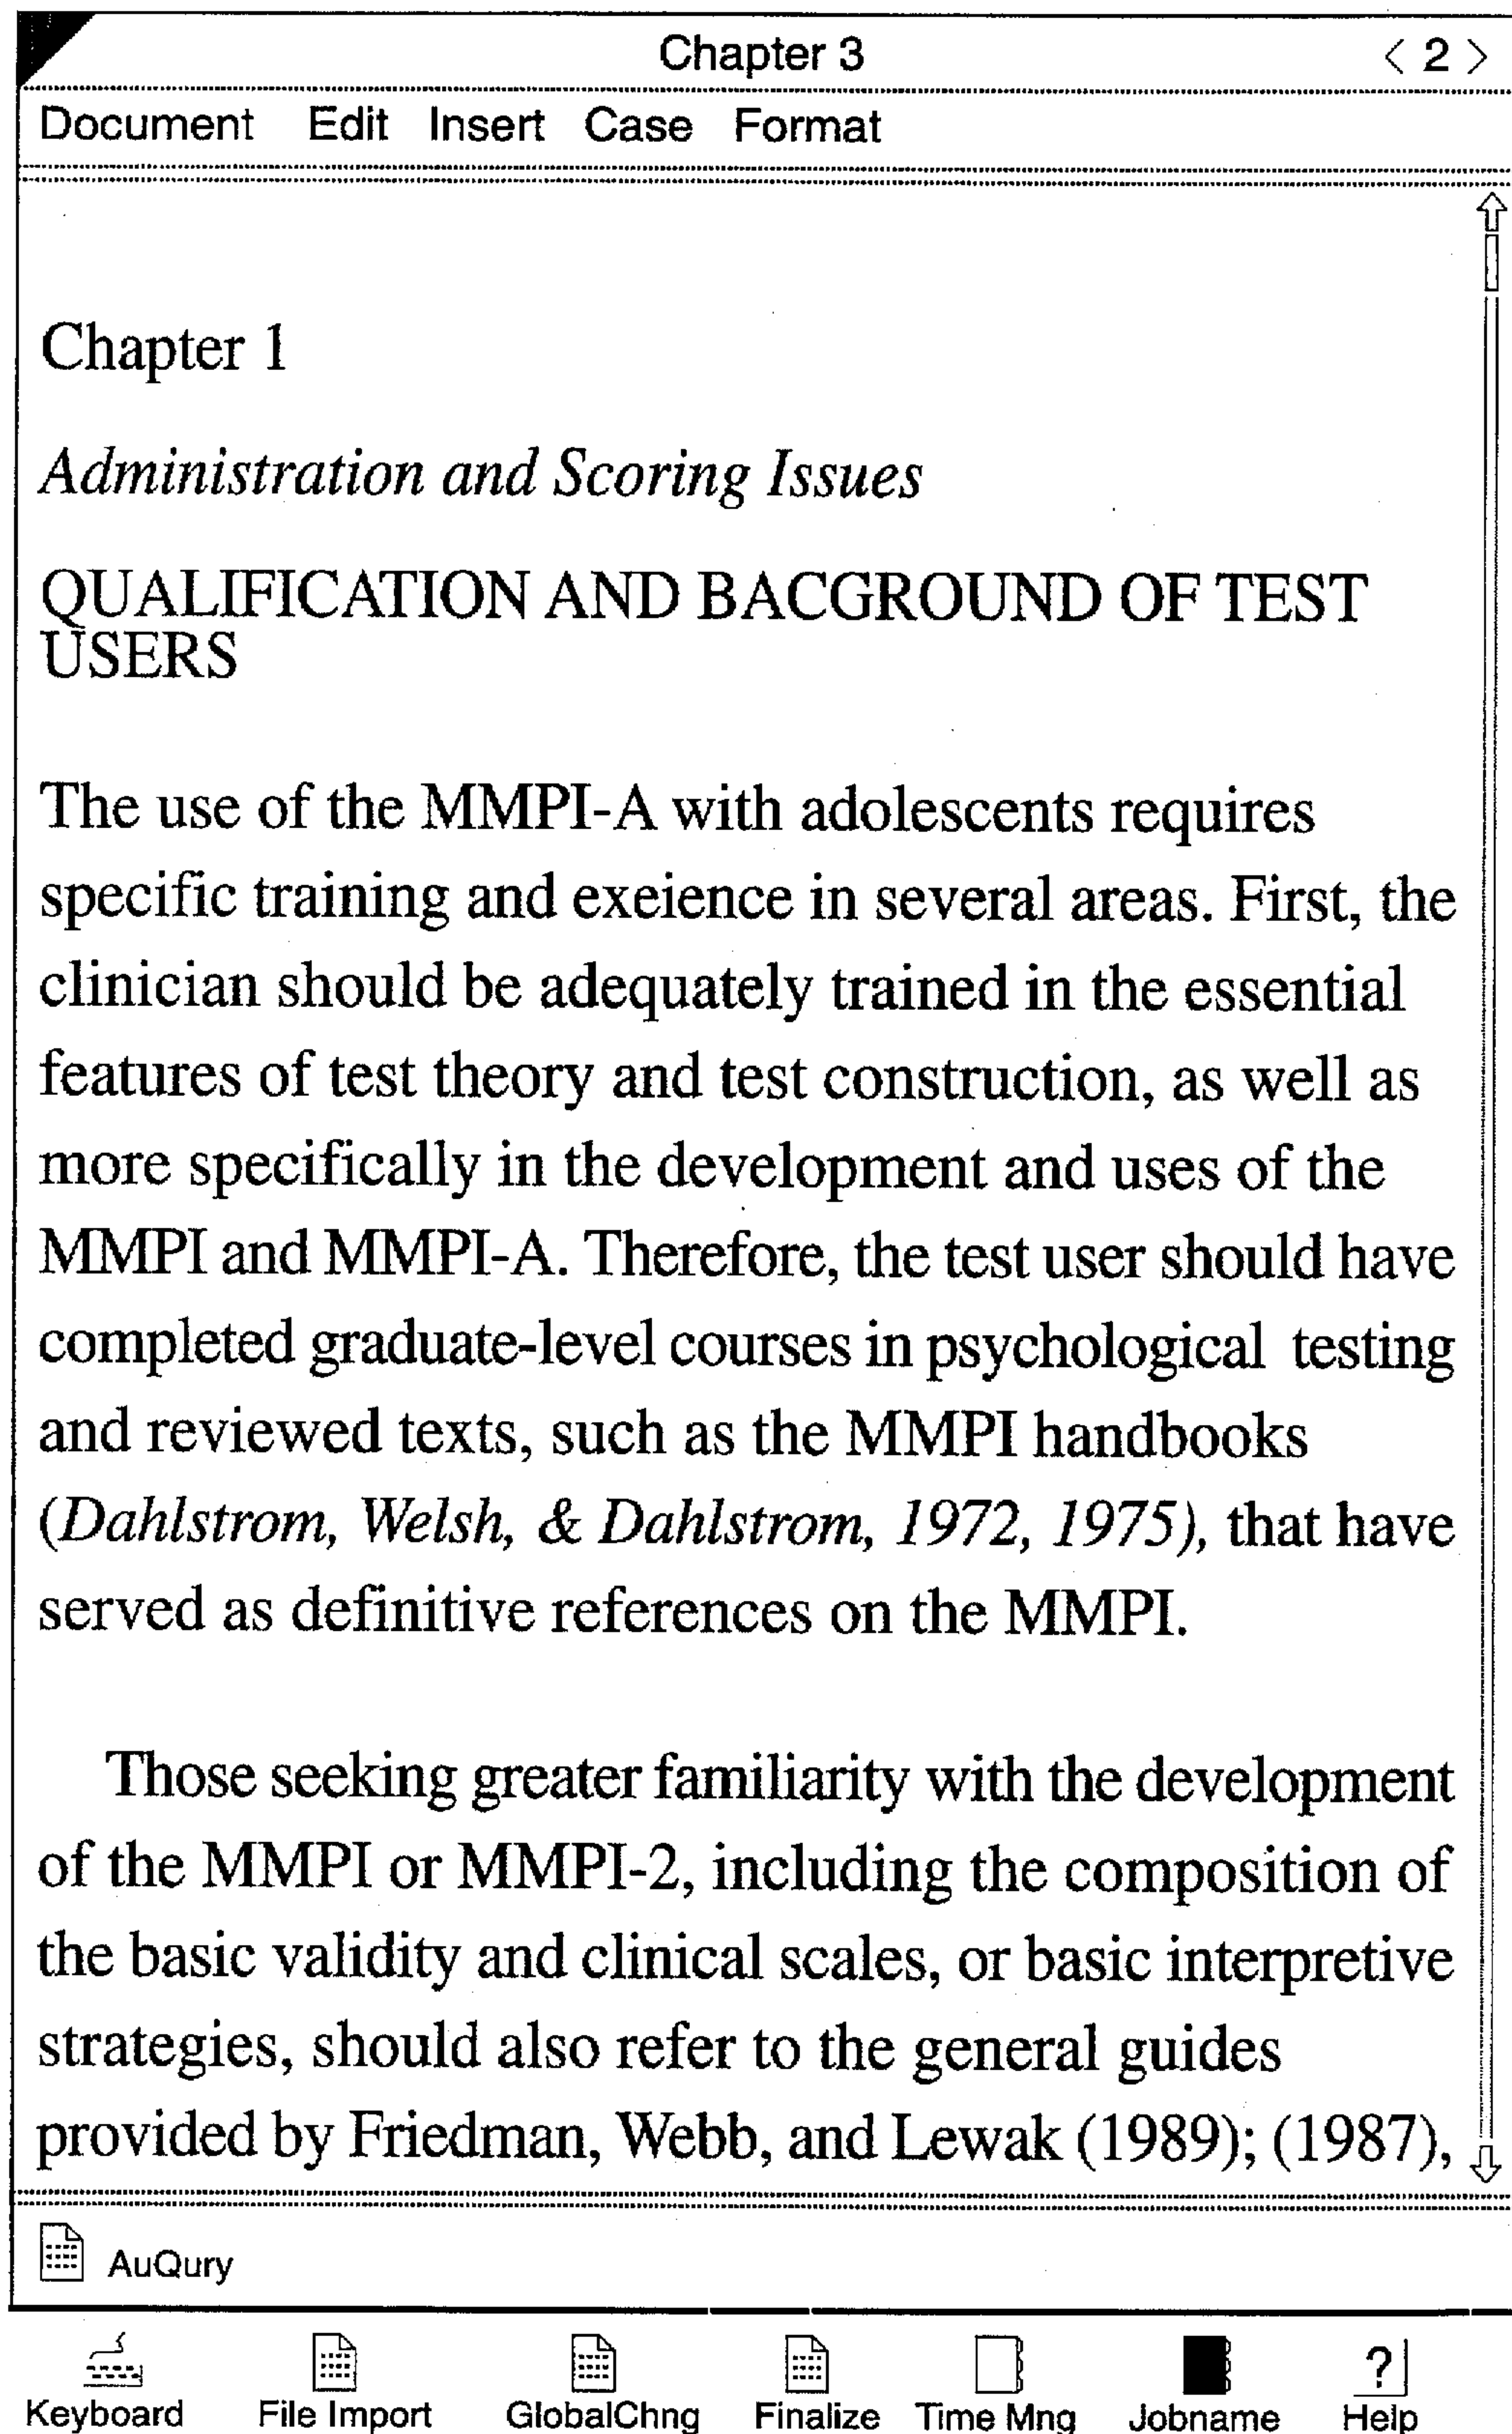 Chapter 3 < 2 >
Document Edit Insert Case Format
Chapter 1
Administration and Scoring Issues
QUALIFICATION AND BACGROUND OF TEST
USERS
The use of the MMPI-A with adolescents requires
specific training and exeience in several areas. First, the
clinician should be adequately trained in the essential
features of test theory and test construction, as well as
more specifically in the development and uses of the
MMPI and MMPI-A. Therefore, the test user should have
completed graduate-level courses in psychological testing
and reviewed texts, such as the MMPI handbooks
(Dahlstrom, Welsh, & Dahlstrom, 1972, 1975), that have
served as definitive references on the MMPI.
Those seeking greater familiarity with the development
of the MMPI or MMPI-2, including the composition of
the basic validity and clinical scales, or basic interpretive
strategies, should also refer to the general guides
provided by Friedman, Webb, and Lewak (1989); (1987),
AuQury
?
Keyboard File Import GlobalChng Finalize Time Mng Jobname Help